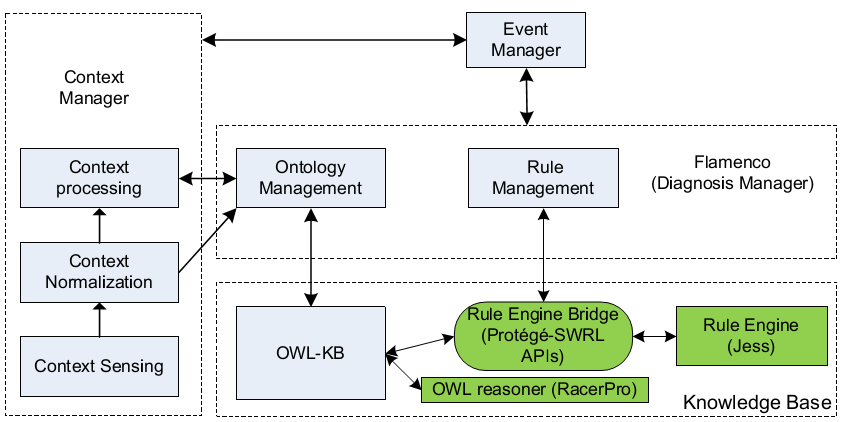 Context
Manager
Event
Manager
Context
processing
Ontology
Management
Rule
Management
Flamenco
(Diagnosis Manager)
Context
Normalization
Context Sensing
OWL-KB
Rule Engine Bridge
(Protégé-SWRL
APIs)
Rule Engine
(Jess)
OWL reasoner (RacerPro)
Knowledge Base